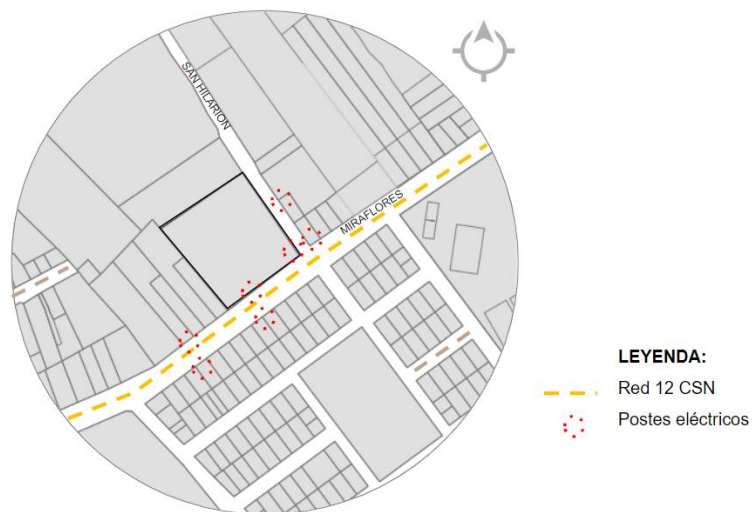 SAN HILARION
MIRAFLORES
LEYENDA:
Red 12 CSN
Postes eléctricos